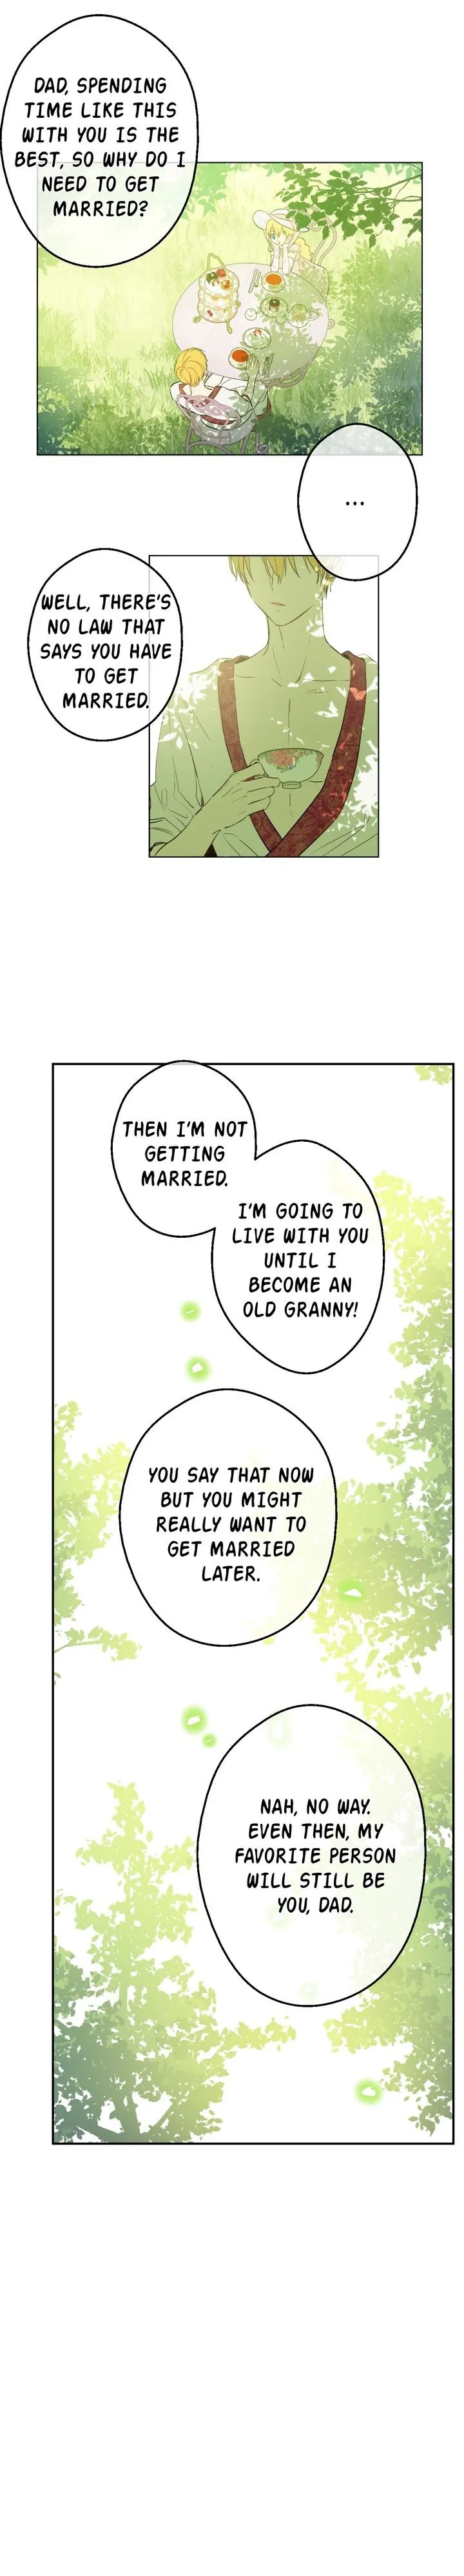 DAD, SPENDING
TIME LIKE THIS
WITH YOU IS THE
BEST, SO WHY DO I
NEED TO GET
MARRIED?
...
WELL, THERE'S
NO LAW THAT
SAYS YOU HAVE
TO GET
MARRIED.
THEN I'M NOT
GETTING
MARRIED.
I'M GOING TO
LIVE WITH YOU
UNTIL I
BECOME AN
OLD GRANNY!
YOU SAY THAT NOW
BUT YOU MIGHT
REALLY WANT TO
GET MARRIED
LATER.
NAH, NO WAY.
EVEN THEN, MY
FAVORITE PERSON
WILL STILL BE
YOU, DAD.